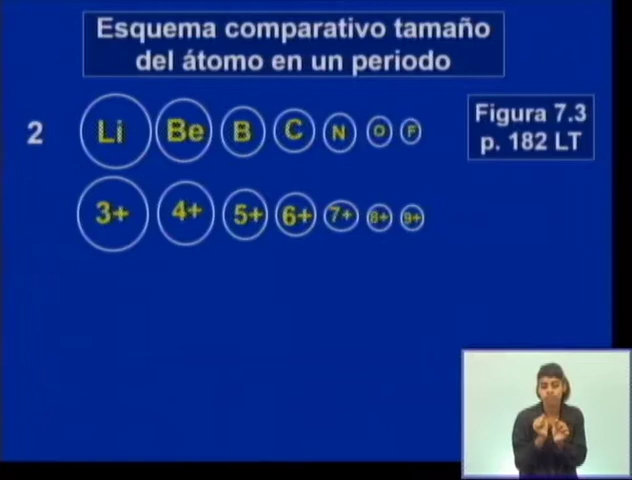 Esquema comparativo tamaño
del átomo en un periodo
Figura 7.3
p. 182 LT
2 Li Be B C N O F
3+ 4+ 5+ 6+ 7+ 8+ 9+